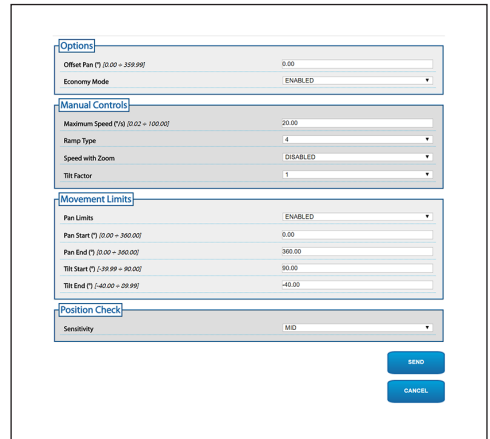 Options
Offset Pan (°) [0.00 ÷ 359.99] 0.00
Economy Mode ENABLED
Manual Controls
Maximum Speed (°/s) [0.02 ÷ 100.00] 20.00
Ramp Type 4
Speed with Zoom DISABLED
Tilt Factor 1
Movement Limits
Pan Limits ENABLED
Pan Start (°) [0.00 ÷ 360.00] 0.00
Pan End (°) [0.00 ÷ 360.00] 360.00
Tilt Start (°) [-39.99 ÷ 90.00] 90.00
Tilt End (°) [-40.00 ÷ 89.99] -40.00
Position Check
Sensitivity MID
SEND
CANCEL